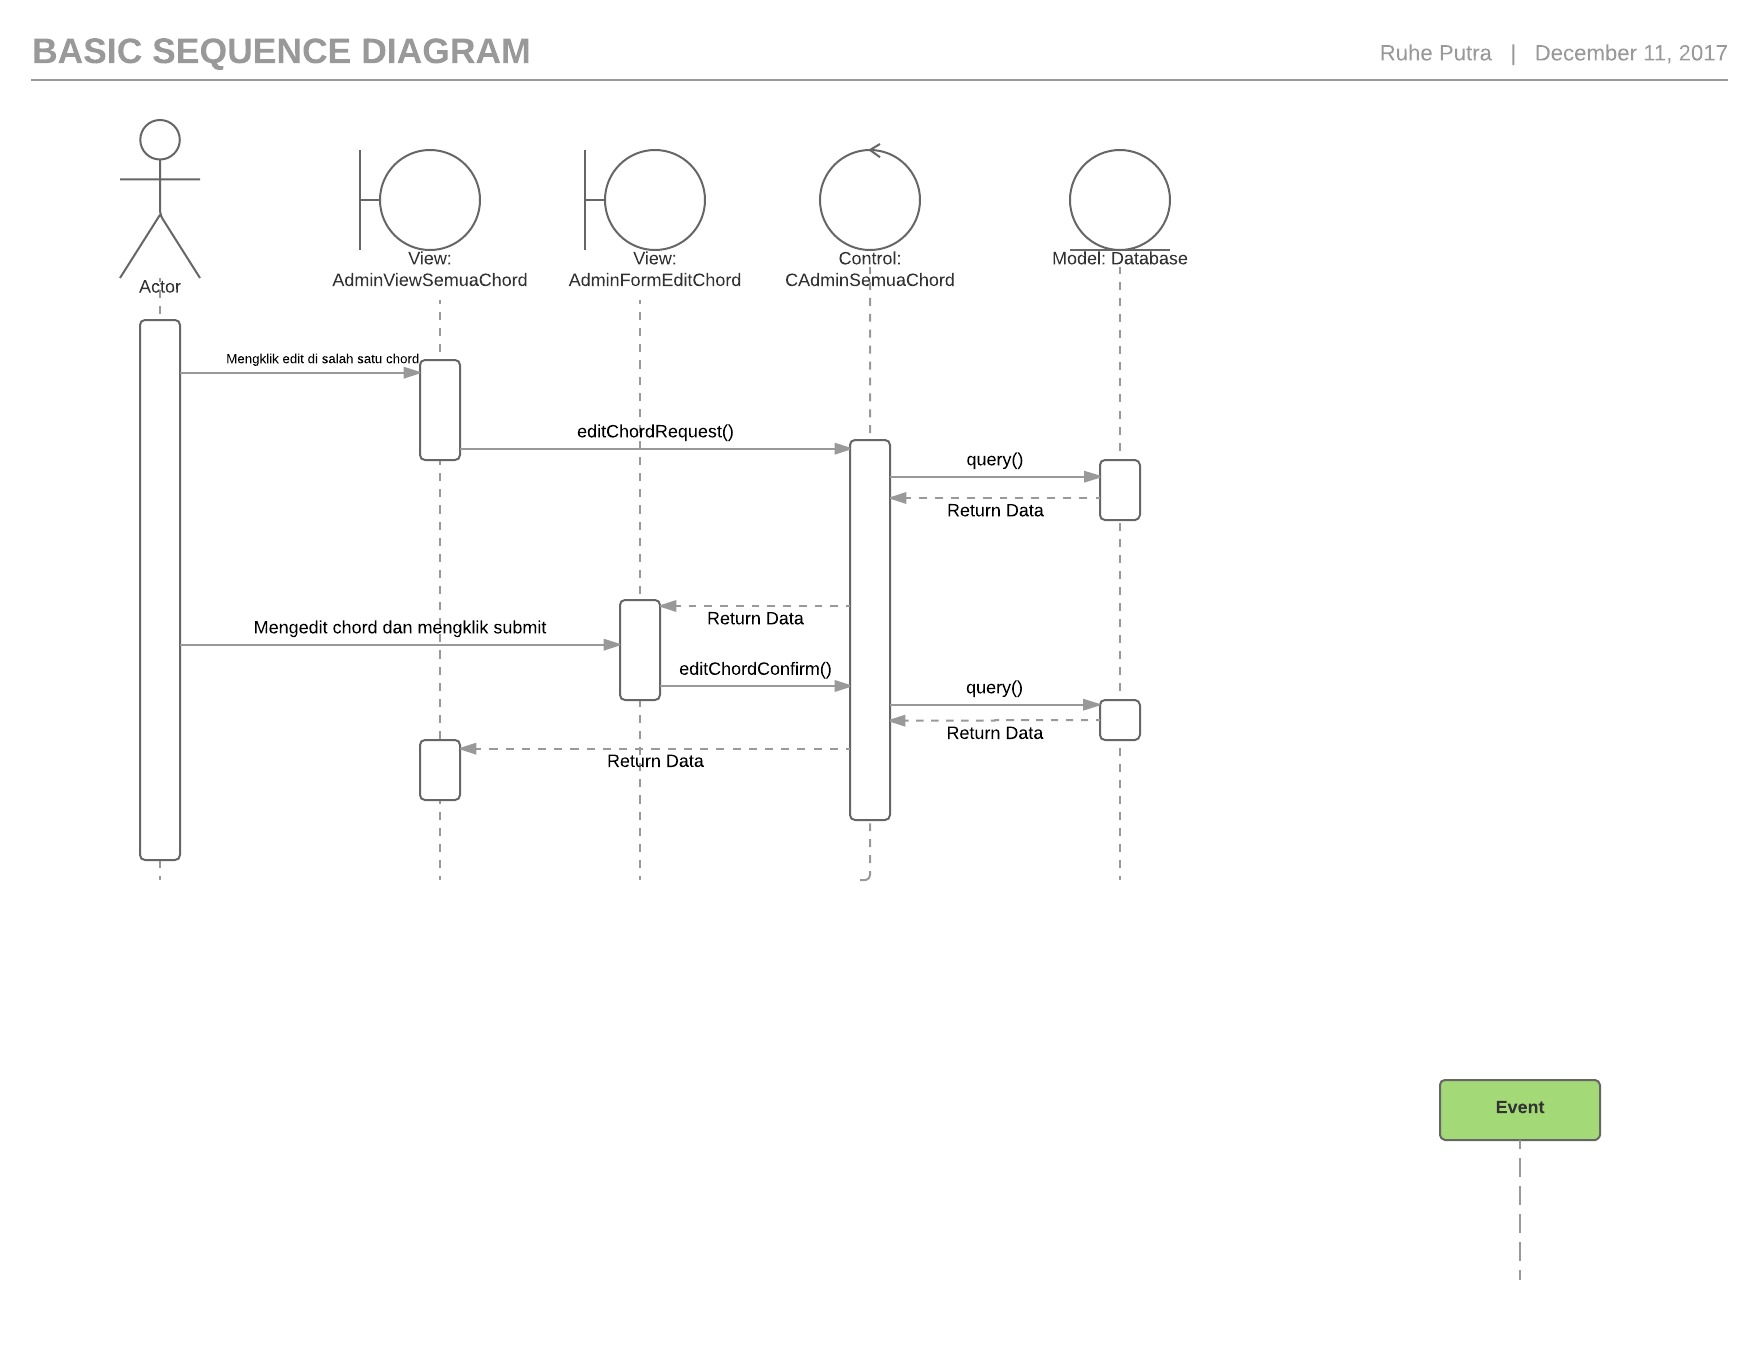 BASIC SEQUENCE DIAGRAM
Ruhe Putra | December 11, 2017
Actor
View:
AdminViewSemuaChord
View:
AdminFormEditChord
Control:
CAdminSemuaChord
Model: Database
Mengklik edit di salah satu chord
editChordRequest()
query()
Return Data
Return Data
Mengedit chord dan mengklik submit
editChordConfirm()
query()
Return Data
Return Data
Event